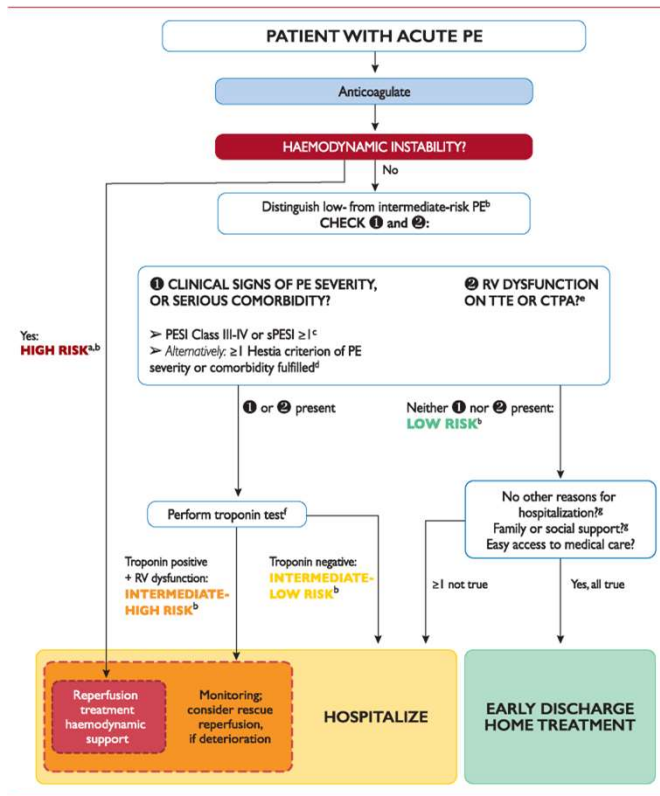 PATIENT WITH ACUTE PE
Anticoagulate
HAEMODYNAMIC INSTABILITY?
No
Distinguish low- from intermediate-risk PEᵇ
CHECK ❶ and ❷:
❶ CLINICAL SIGNS OF PE SEVERITY,
OR SERIOUS COMORBIDITY?
➢ PESI Class III-IV or sPESI ≥1ᶜ
➢ Alternatively: ≥1 Hestia criterion of PE
severity or comorbidity fulfilledᵈ
❷ RV DYSFUNCTION
ON TTE OR CTPA?ᵉ
Yes:
HIGH RISKᵃ,ᵇ
❶ or ❷ present
Neither ❶ nor ❷ present:
LOW RISKᵇ
Perform troponin testᶠ
No other reasons for
hospitalization?ᵍ
Family or social support?ᵍ
Easy access to medical care?
Troponin positive
+ RV dysfunction:
INTERMEDIATE-
HIGH RISKᵇ
Troponin negative:
INTERMEDIATE-
LOW RISKᵇ
≥1 not true
Yes, all true
Reperfusion
treatment
haemodynamic
support
Monitoring;
consider rescue
reperfusion,
if deterioration
HOSPITALIZE
EARLY DISCHARGE
HOME TREATMENT